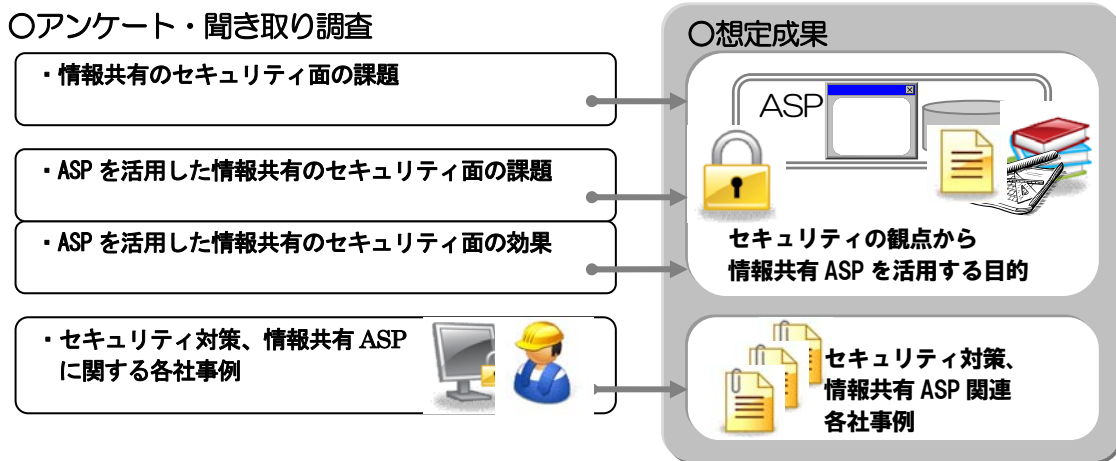 〇アンケート・聞き取り調査
・情報共有のセキュリティ面の課題
・ASP を活用した情報共有のセキュリティ面の課題
・ASP を活用した情報共有のセキュリティ面の効果
・セキュリティ対策、情報共有 ASP
に関する各社事例
〇想定成果
ASP
セキュリティの観点から
情報共有 ASP を活用する目的
セキュリティ対策、
情報共有 ASP 関連
各社事例